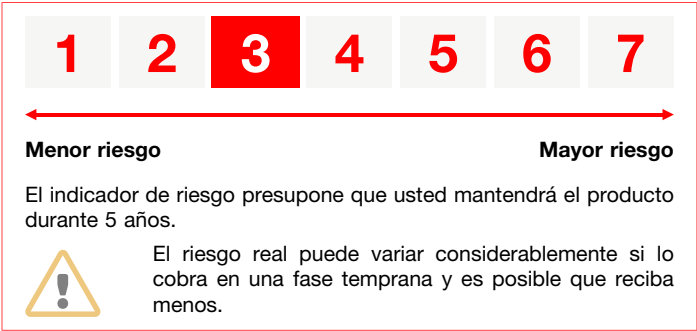 1 2 3 4 5 6 7
Menor riesgo Mayor riesgo
El indicador de riesgo presupone que usted mantendrá el producto
durante 5 años.
El riesgo real puede variar considerablemente si lo
cobra en una fase temprana y es posible que reciba
menos.